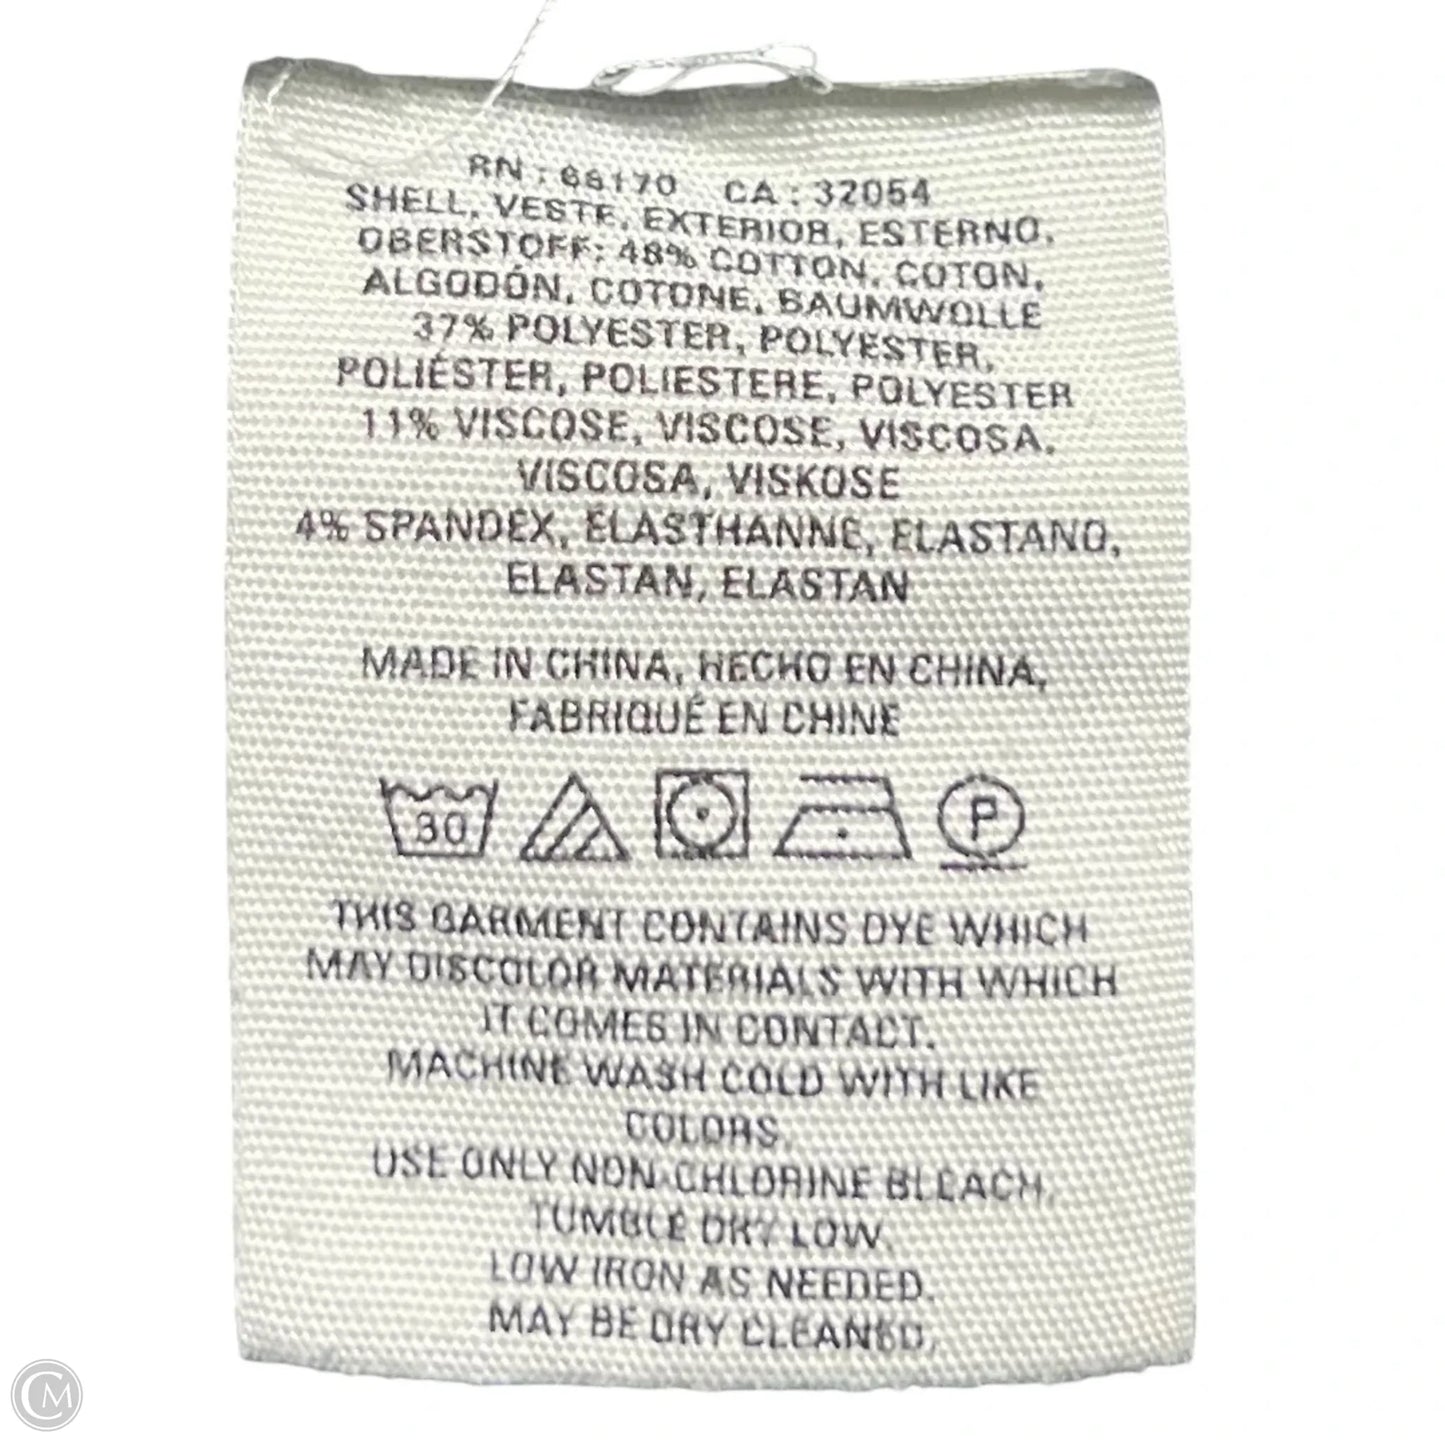 RN : 66170 CA : 32054
SHELL, VESTE, EXTERIOR, ESTERNO,
OBERSTOFF: 48% COTTON, COTON,
ALGODÓN, COTONE, BAUMWOLLE
37% POLYESTER, POLYESTER,
POLIÉSTER, POLIESTERE, POLYESTER
11% VISCOSE, VISCOSE, VISCOSA,
VISCOSA, VISKOSE
4% SPANDEX, ÉLASTHANNE, ELASTANO,
ELASTAN, ELASTAN
MADE IN CHINA, HECHO EN CHINA,
FABRIQUÉ EN CHINE
30 P
THIS GARMENT CONTAINS DYE WHICH
MAY DISCOLOR MATERIALS WITH WHICH
IT COMES IN CONTACT.
MACHINE WASH COLD WITH LIKE
COLORS.
USE ONLY NON-CHLORINE BLEACH.
TUMBLE DRY LOW.
LOW IRON AS NEEDED.
MAY BE DRY CLEANED.
CM